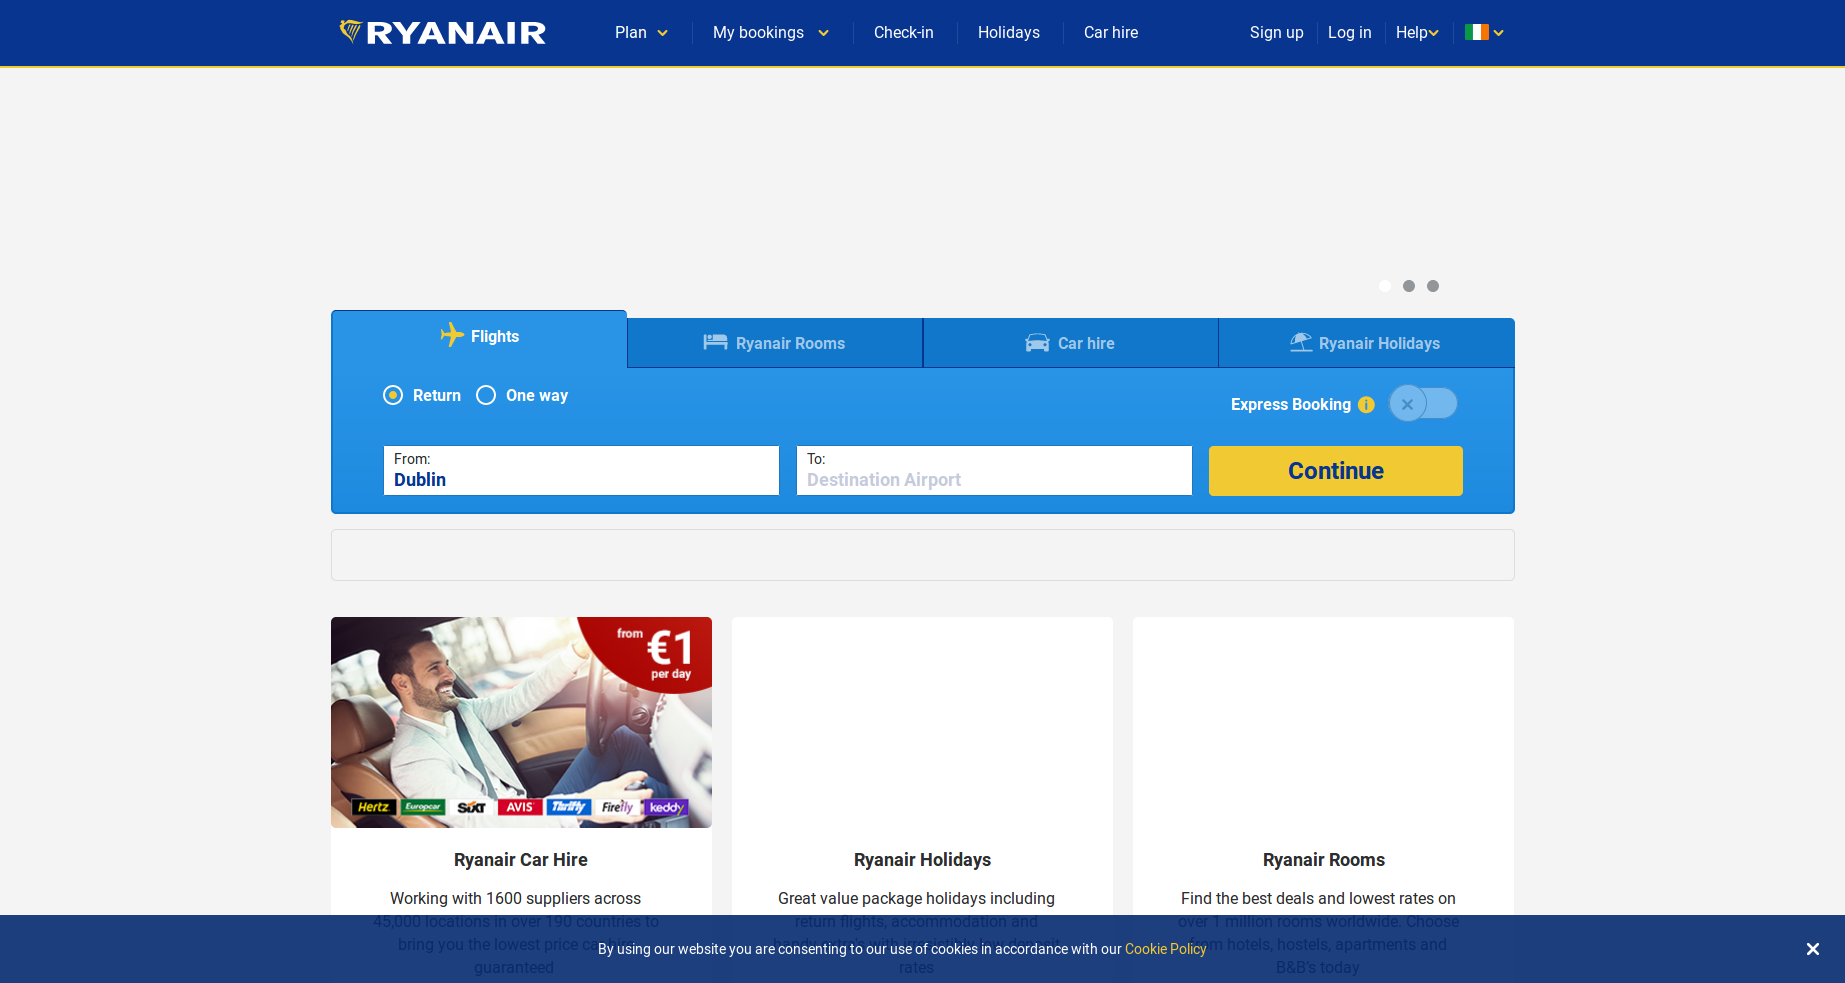 RYANAIR
Plan
My bookings
Check-in
Holidays
Car hire
Sign up
Log in
Help
Flights
Ryanair Rooms
Car hire
Ryanair Holidays
Return
One way
Express Booking
From:
Dublin
To:
Destination Airport
Continue
from
€1
per day
Hertz
Europcar
SiXT
AVIS
Thrifty
Firefly
keddy
Ryanair Car Hire
Working with 1600 suppliers across
45,000 locations in over 190 countries to
bring you the lowest price car hire
guaranteed
Ryanair Holidays
Great value package holidays including
return flights, accommodation and
rates
Ryanair Rooms
Find the best deals and lowest rates on
over 1 million rooms worldwide. Choose
from hotels, hostels, apartments and
B&B's today
By using our website you are consenting to our use of cookies in accordance with our Cookie Policy